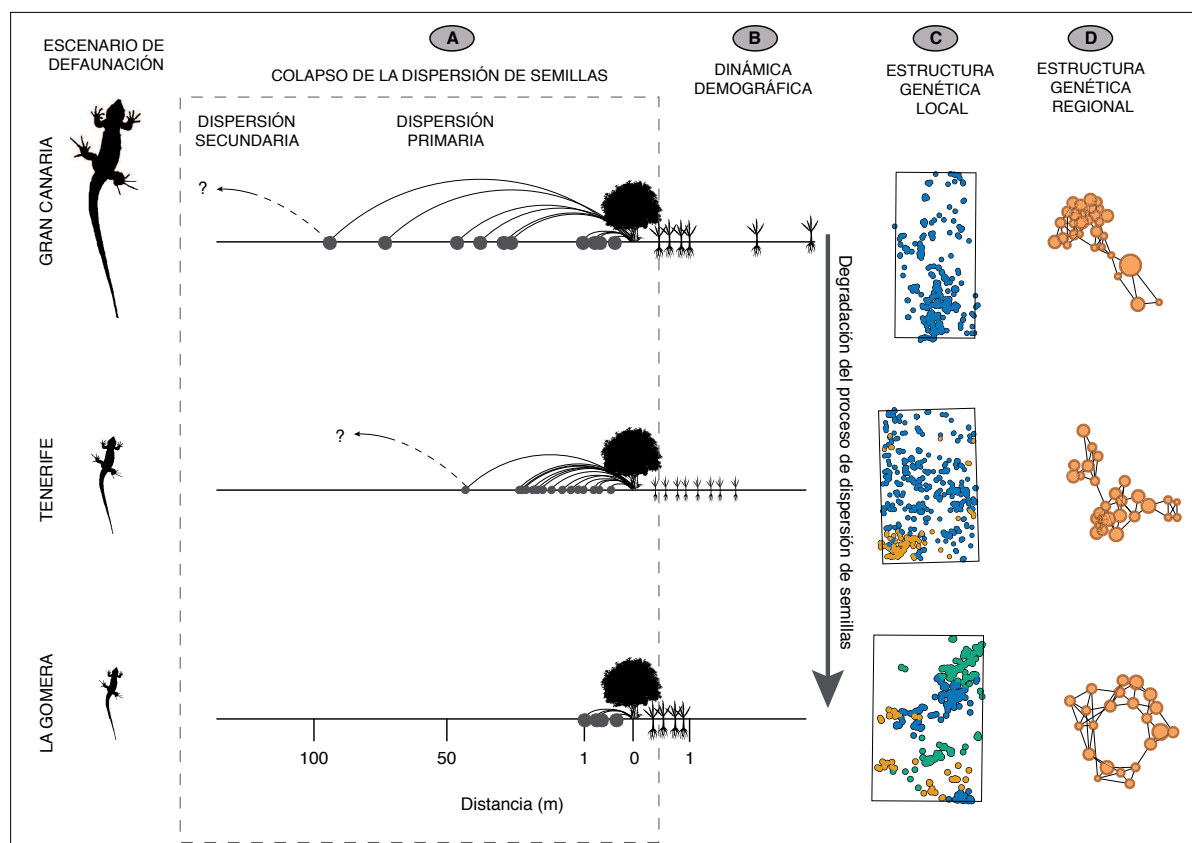 ESCENARIO DE
DEFAUNACIÓN
A
COLAPSO DE LA DISPERSIÓN DE SEMILLAS
B
DINÁMICA
DEMOGRÁFICA
C
ESTRUCTURA
GENÉTICA
LOCAL
D
ESTRUCTURA
GENÉTICA
REGIONAL
DISPERSIÓN
SECUNDARIA
DISPERSIÓN
PRIMARIA
GRAN CANARIA
?
TENERIFE
?
LA GOMERA
Degradación del proceso de dispersión de semillas
100 50 1 0 1
Distancia (m)